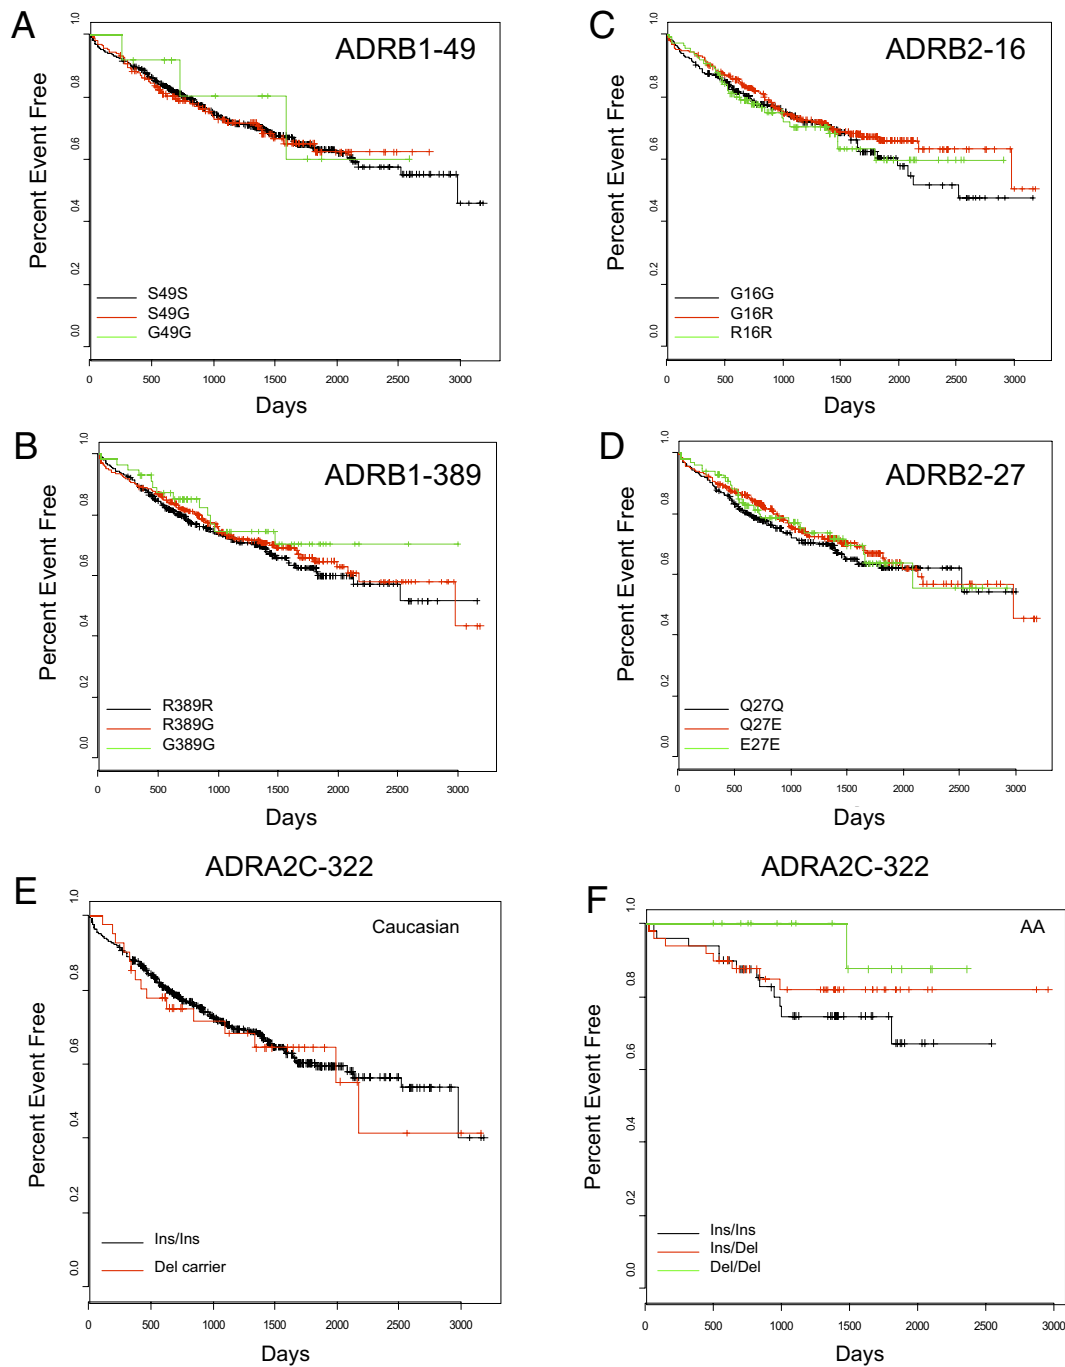 A
ADRB1-49
Percent Event Free
1.0
0.8
0.6
0.4
0.2
0.0
S49S
S49G
G49G
0 500 1000 1500 2000 2500 3000
Days
C
ADRB2-16
Percent Event Free
1.0
0.8
0.6
0.4
0.2
0.0
G16G
G16R
R16R
0 500 1000 1500 2000 2500 3000
Days
B
ADRB1-389
Percent Event Free
1.0
0.8
0.6
0.4
0.2
0.0
R389R
R389G
G389G
0 500 1000 1500 2000 2500 3000
Days
D
ADRB2-27
Percent Event Free
1.0
0.8
0.6
0.4
0.2
0.0
Q27Q
Q27E
E27E
0 500 1000 1500 2000 2500 3000
Days
E
ADRA2C-322
Caucasian
Percent Event Free
1.0
0.8
0.6
0.4
0.2
0.0
Ins/Ins
Del carrier
0 500 1000 1500 2000 2500 3000
Days
F
ADRA2C-322
AA
Percent Event Free
1.0
0.8
0.6
0.4
0.2
0.0
Ins/Ins
Ins/Del
Del/Del
0 500 1000 1500 2000 2500 3000
Days